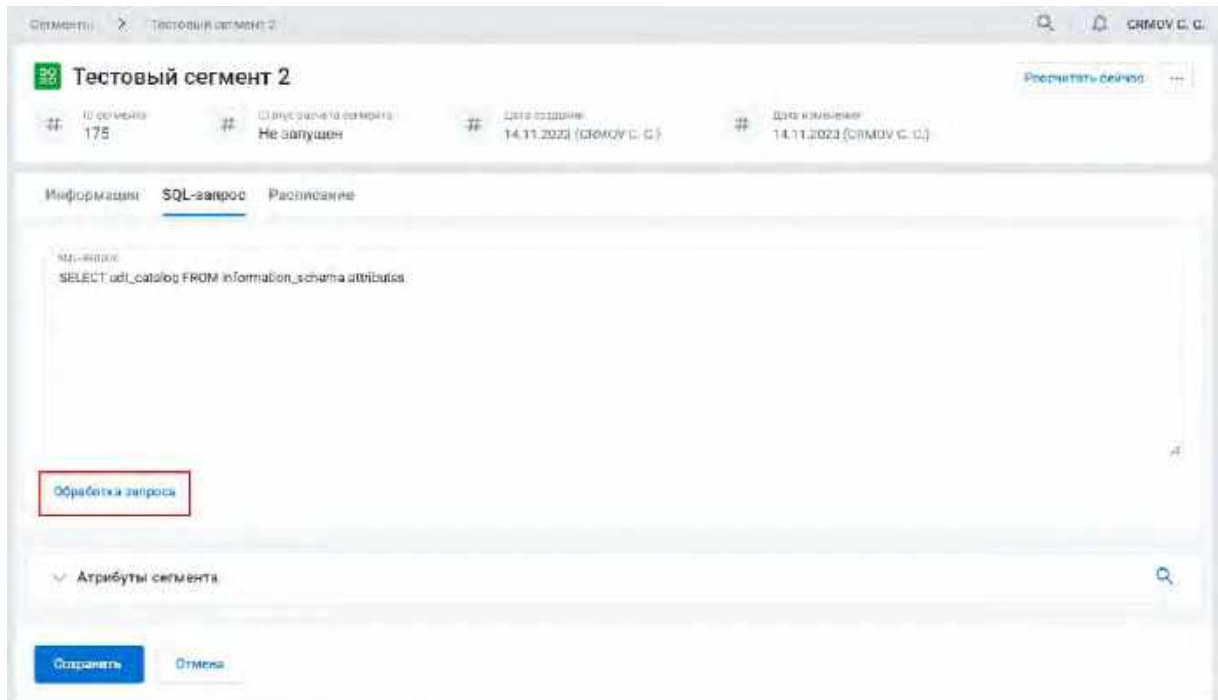 Сегменты > Тестовый сегмент 2
CRMOV C. C.
Тестовый сегмент 2
Рассчитать сейчас
ID сегмента
175
Статус расчета сегмента
Не запущен
Дата создания
14.11.2023 (CRMOV C. C.)
Дата изменения
14.11.2023 (CRMOV C. C.)
Информация SQL-запрос Расписание
SQL-запрос
SELECT udt_catalog FROM information_schema.attributes
Обработка запроса
Атрибуты сегмента
Сохранить Отмена